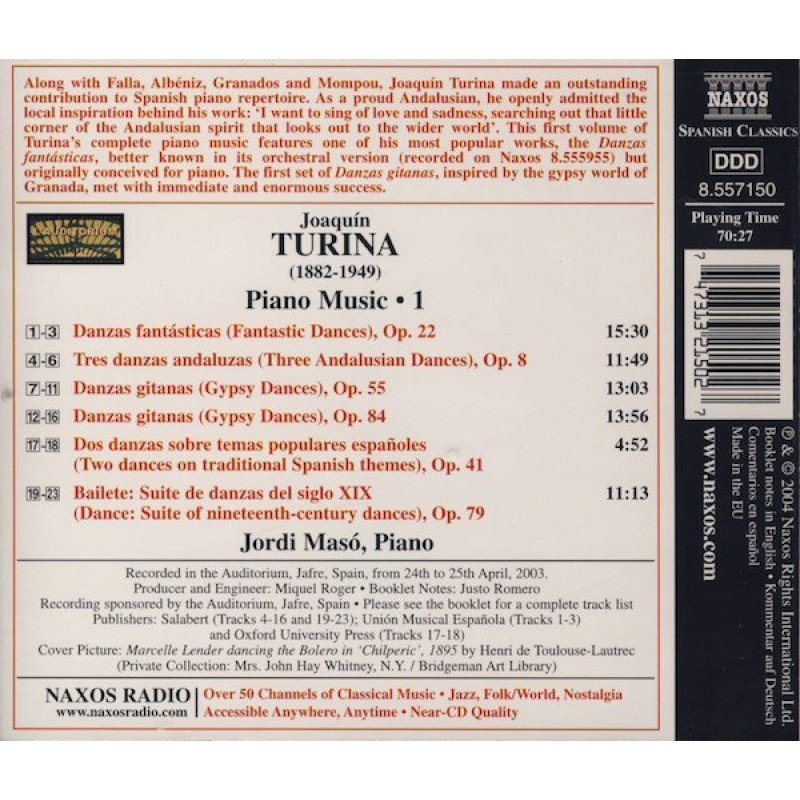 Along with Falla, Albéniz, Granados and Mompou, Joaquín Turina made an outstanding
contribution to Spanish piano repertoire. As a proud Andalusian, he openly admitted the
local inspiration behind his work: ‘I want to sing of love and sadness, searching out that little
corner of the Andalusian spirit that looks out to the wider world’. This first volume of
Turina’s complete piano music features one of his most popular works, the Danzas
fantásticas, better known in its orchestral version (recorded on Naxos 8.555955) but
originally conceived for piano. The first set of Danzas gitanas, inspired by the gypsy world of
Granada, met with immediate and enormous success.
AUDITORIUM
Joaquín
TURINA
(1882-1949)
Piano Music • 1
1-3 Danzas fantásticas (Fantastic Dances), Op. 22 15:30
4-6 Tres danzas andaluzas (Three Andalusian Dances), Op. 8 11:49
7-11 Danzas gitanas (Gypsy Dances), Op. 55 13:03
12-16 Danzas gitanas (Gypsy Dances), Op. 84 13:56
17-18 Dos danzas sobre temas populares españoles 4:52
(Two dances on traditional Spanish themes), Op. 41
19-23 Bailete: Suite de danzas del siglo XIX 11:13
(Dance: Suite of nineteenth-century dances), Op. 79
Jordi Masó, Piano
Recorded in the Auditorium, Jafre, Spain, from 24th to 25th April, 2003.
Producer and Engineer: Miquel Roger • Booklet Notes: Justo Romero
Recording sponsored by the Auditorium, Jafre, Spain • Please see the booklet for a complete track list
Publishers: Salabert (Tracks 4-16 and 19-23); Unión Musical Española (Tracks 1-3)
and Oxford University Press (Tracks 17-18)
Cover Picture: Marcelle Lender dancing the Bolero in ‘Chilperic’, 1895 by Henri de Toulouse-Lautrec
(Private Collection: Mrs. John Hay Whitney, N.Y. / Bridgeman Art Library)
NAXOS RADIO
www.naxosradio.com
Over 50 Channels of Classical Music • Jazz, Folk/World, Nostalgia
Accessible Anywhere, Anytime • Near-CD Quality
NAXOS
SPANISH CLASSICS
DDD
8.557150
Playing Time
70:27
7 47313 21502 7
www.naxos.com
℗ & © 2004 Naxos Rights International Ltd.
Booklet notes in English • Kommentar auf Deutsch
Comentarios en español
Made in the EU